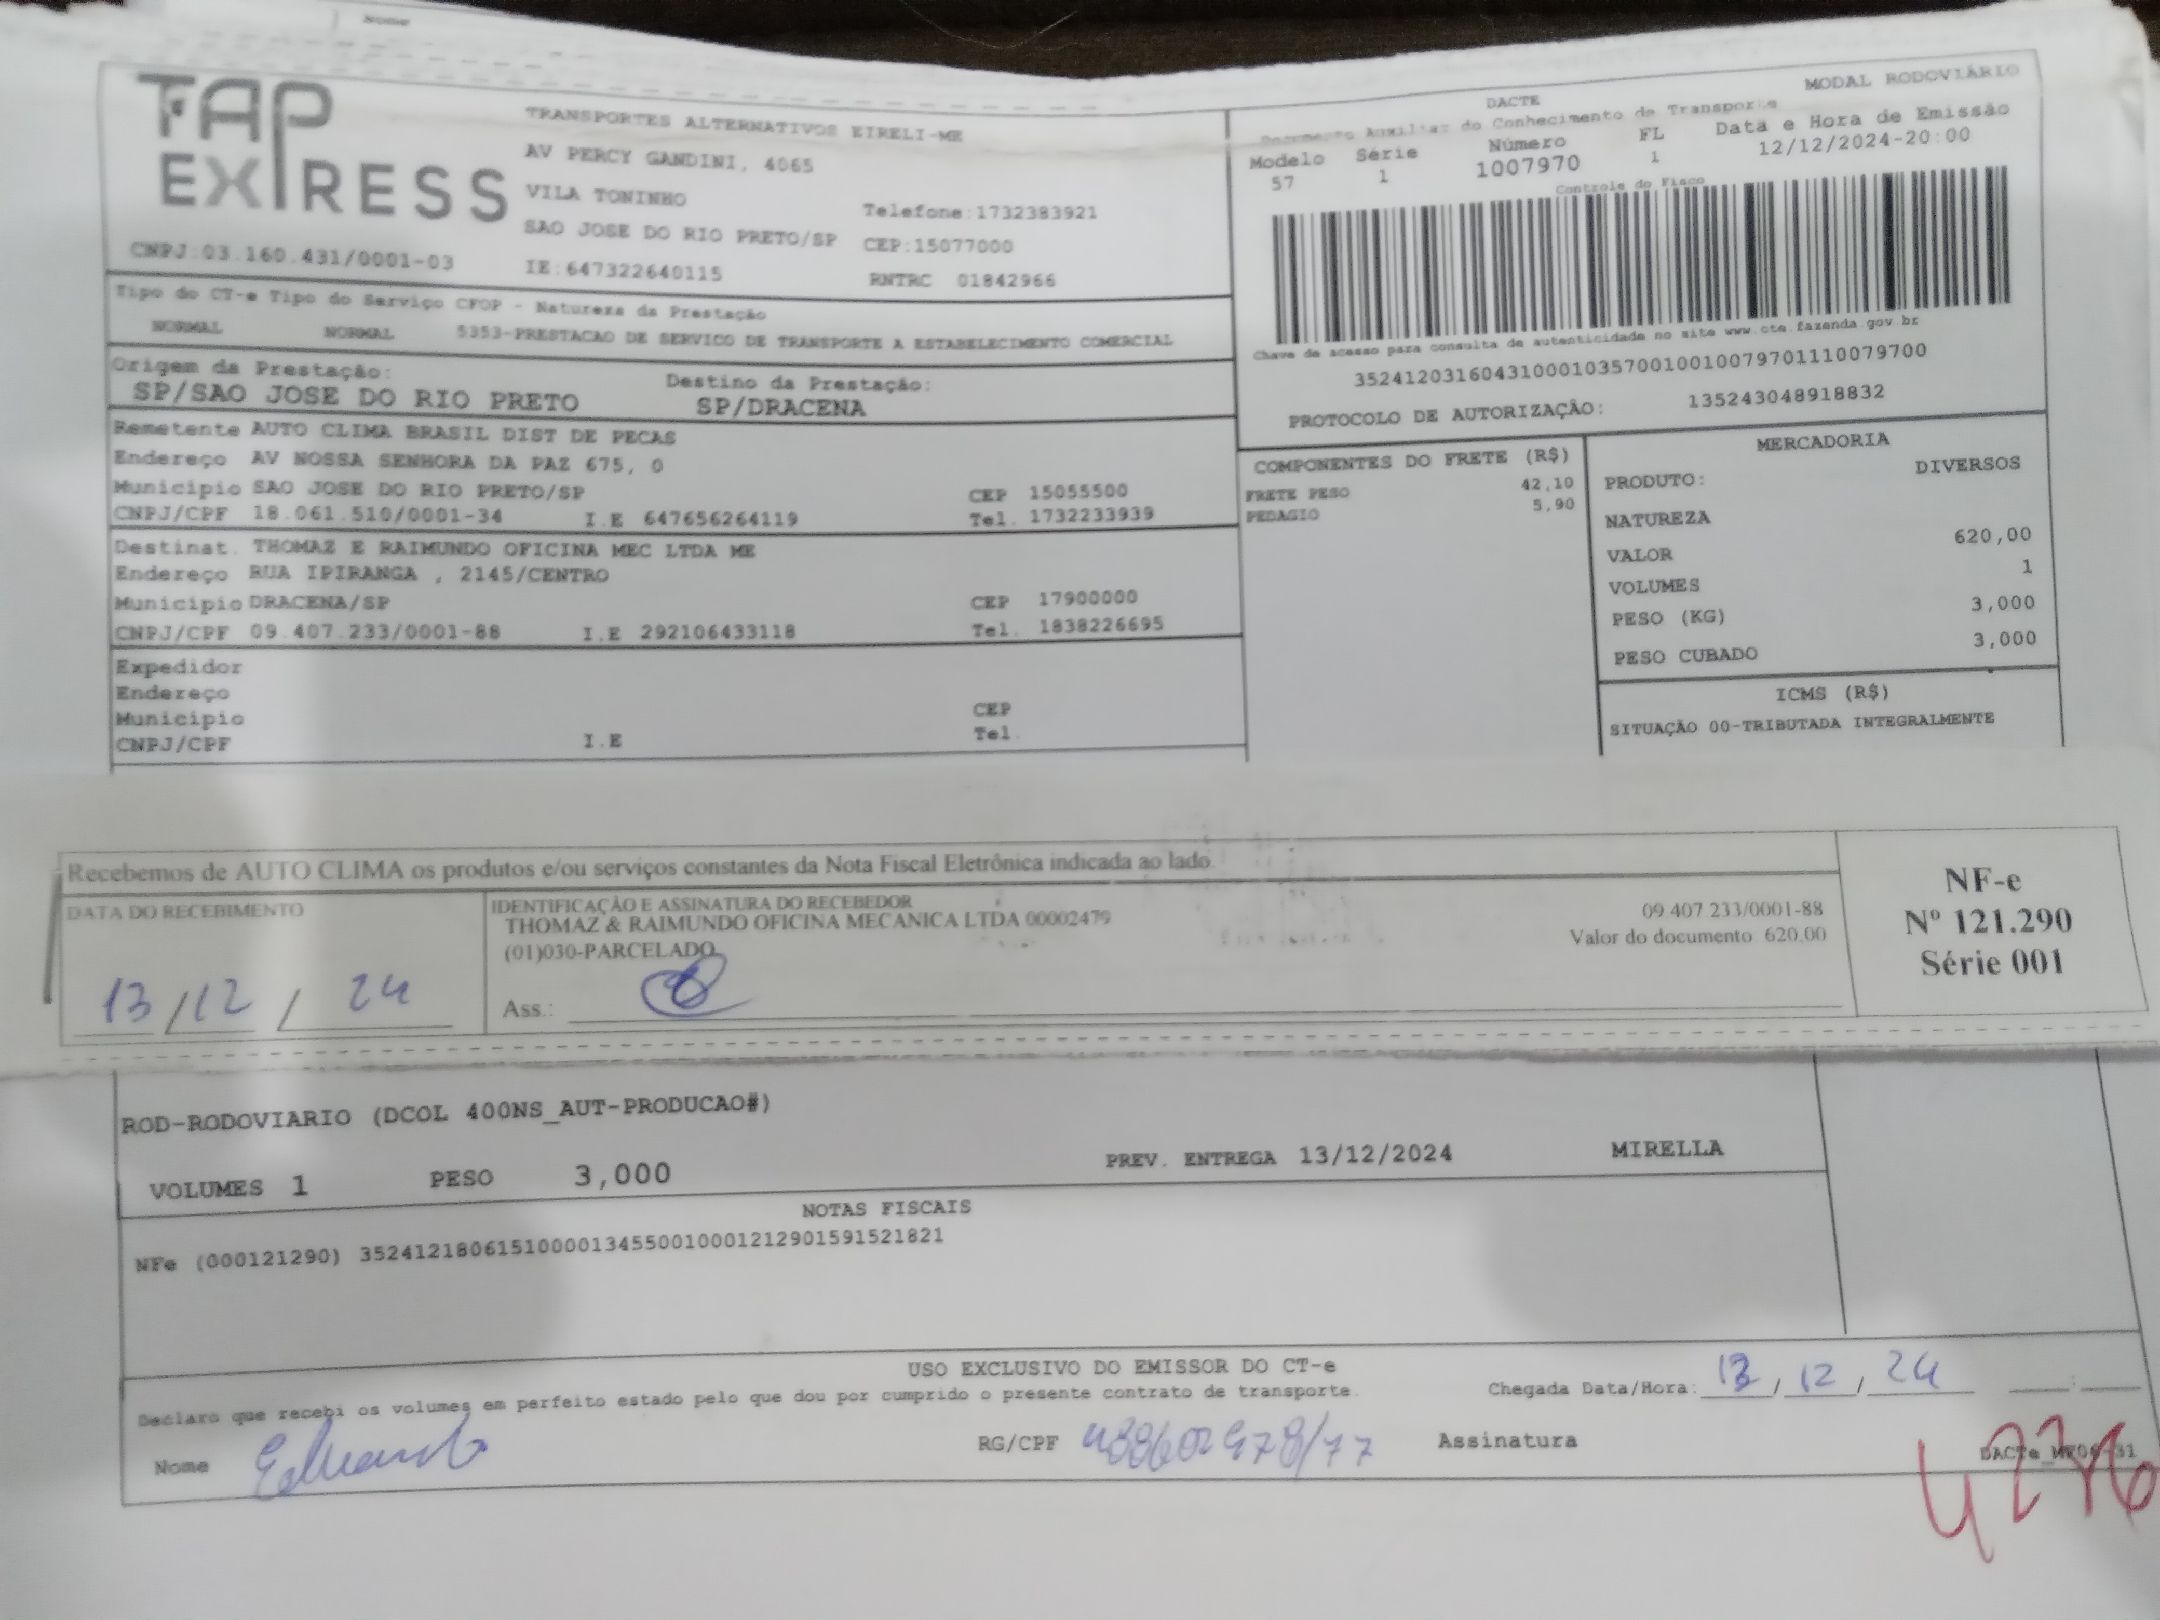 Nome
TAP EXPRESS
TRANSPORTES ALTERNATIVOS EIRELI-ME
AV PERCY GANDINI, 4065
VILA TONINHO
Telefone:1732383921
SAO JOSE DO RIO PRETO/SP CEP:15077000
CNPJ:03.160.431/0001-03 IE:647322640115 RNTRC 01842966
MODAL RODOVIÁRIO
DACTE
Documento Auxiliar do Conhecimento de Transporte
Modelo Série Número FL Data e Hora de Emissão
57 1 1007970 1 12/12/2024-20:00
Controle do Fisco
Chave de acesso para consulta de autenticidade no site www.cte.fazenda.gov.br
35241203160431000103570010010079701110079700
PROTOCOLO DE AUTORIZAÇÃO: 135243048918832
Tipo do CT-e Tipo do Serviço CFOP - Natureza da Prestação
NORMAL NORMAL 5353-PRESTACAO DE SERVICO DE TRANSPORTE A ESTABELECIMENTO COMERCIAL
Origem da Prestação: Destino da Prestação:
SP/SAO JOSE DO RIO PRETO SP/DRACENA
Remetente AUTO CLIMA BRASIL DIST DE PECAS
Endereço AV NOSSA SENHORA DA PAZ 675, 0
Município SAO JOSE DO RIO PRETO/SP CEP 15055500
CNPJ/CPF 18.061.510/0001-34 I.E 647656264119 Tel. 1732233939
Destinat. THOMAZ E RAIMUNDO OFICINA MEC LTDA ME
Endereço RUA IPIRANGA , 2145/CENTRO
Município DRACENA/SP CEP 17900000
CNPJ/CPF 09.407.233/0001-88 I.E 292106433118 Tel. 1838226695
Expedidor
Endereço
Município CEP
CNPJ/CPF I.E Tel.
COMPONENTES DO FRETE (R$)
FRETE PESO 42,10
PEDAGIO 5,90
MERCADORIA
PRODUTO: DIVERSOS
NATUREZA
VALOR 620,00
VOLUMES 1
PESO (KG) 3,000
PESO CUBADO 3,000
ICMS (R$)
SITUAÇÃO 00-TRIBUTADA INTEGRALMENTE
Recebemos de AUTO CLIMA os produtos e/ou serviços constantes da Nota Fiscal Eletrônica indicada ao lado.
DATA DO RECEBIMENTO
13/12/24
IDENTIFICAÇÃO E ASSINATURA DO RECEBEDOR
THOMAZ & RAIMUNDO OFICINA MECANICA LTDA 00002479 09.407.233/0001-88
(01)030-PARCELADO Valor do documento 620,00
Ass.:
NF-e
Nº 121.290
Série 001
ROD-RODOVIARIO (DCOL 400NS_AUT-PRODUCAO#)
VOLUMES 1 PESO 3,000 PREV. ENTREGA 13/12/2024 MIRELLA
NOTAS FISCAIS
NFe (000121290) 35241218061510000134550010001212901591521821
USO EXCLUSIVO DO EMISSOR DO CT-e
Declaro que recebi os volumes em perfeito estado pelo que dou por cumprido o presente contrato de transporte.
Chegada Data/Hora: 13/12/24
Nome Eduardo RG/CPF Assinatura